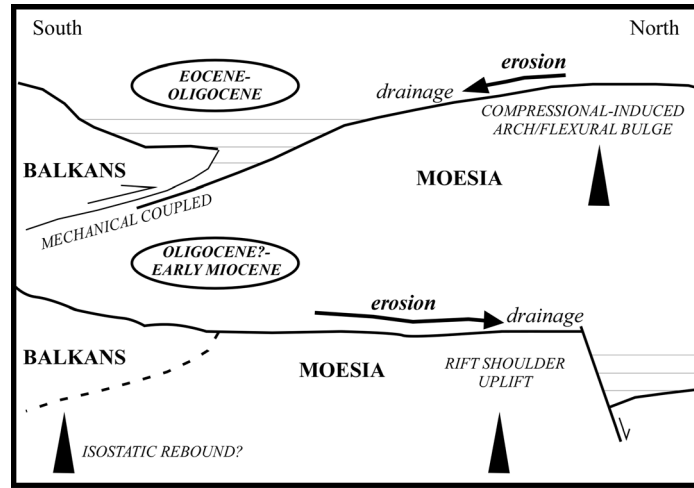 South
North
EOCENE-
OLIGOCENE
erosion
drainage
COMPRESSIONAL-INDUCED
ARCH/FLEXURAL BULGE
BALKANS
MOESIA
MECHANICAL COUPLED
OLIGOCENE?-
EARLY MIOCENE
erosion
drainage
BALKANS
MOESIA
RIFT SHOULDER
UPLIFT
ISOSTATIC REBOUND?